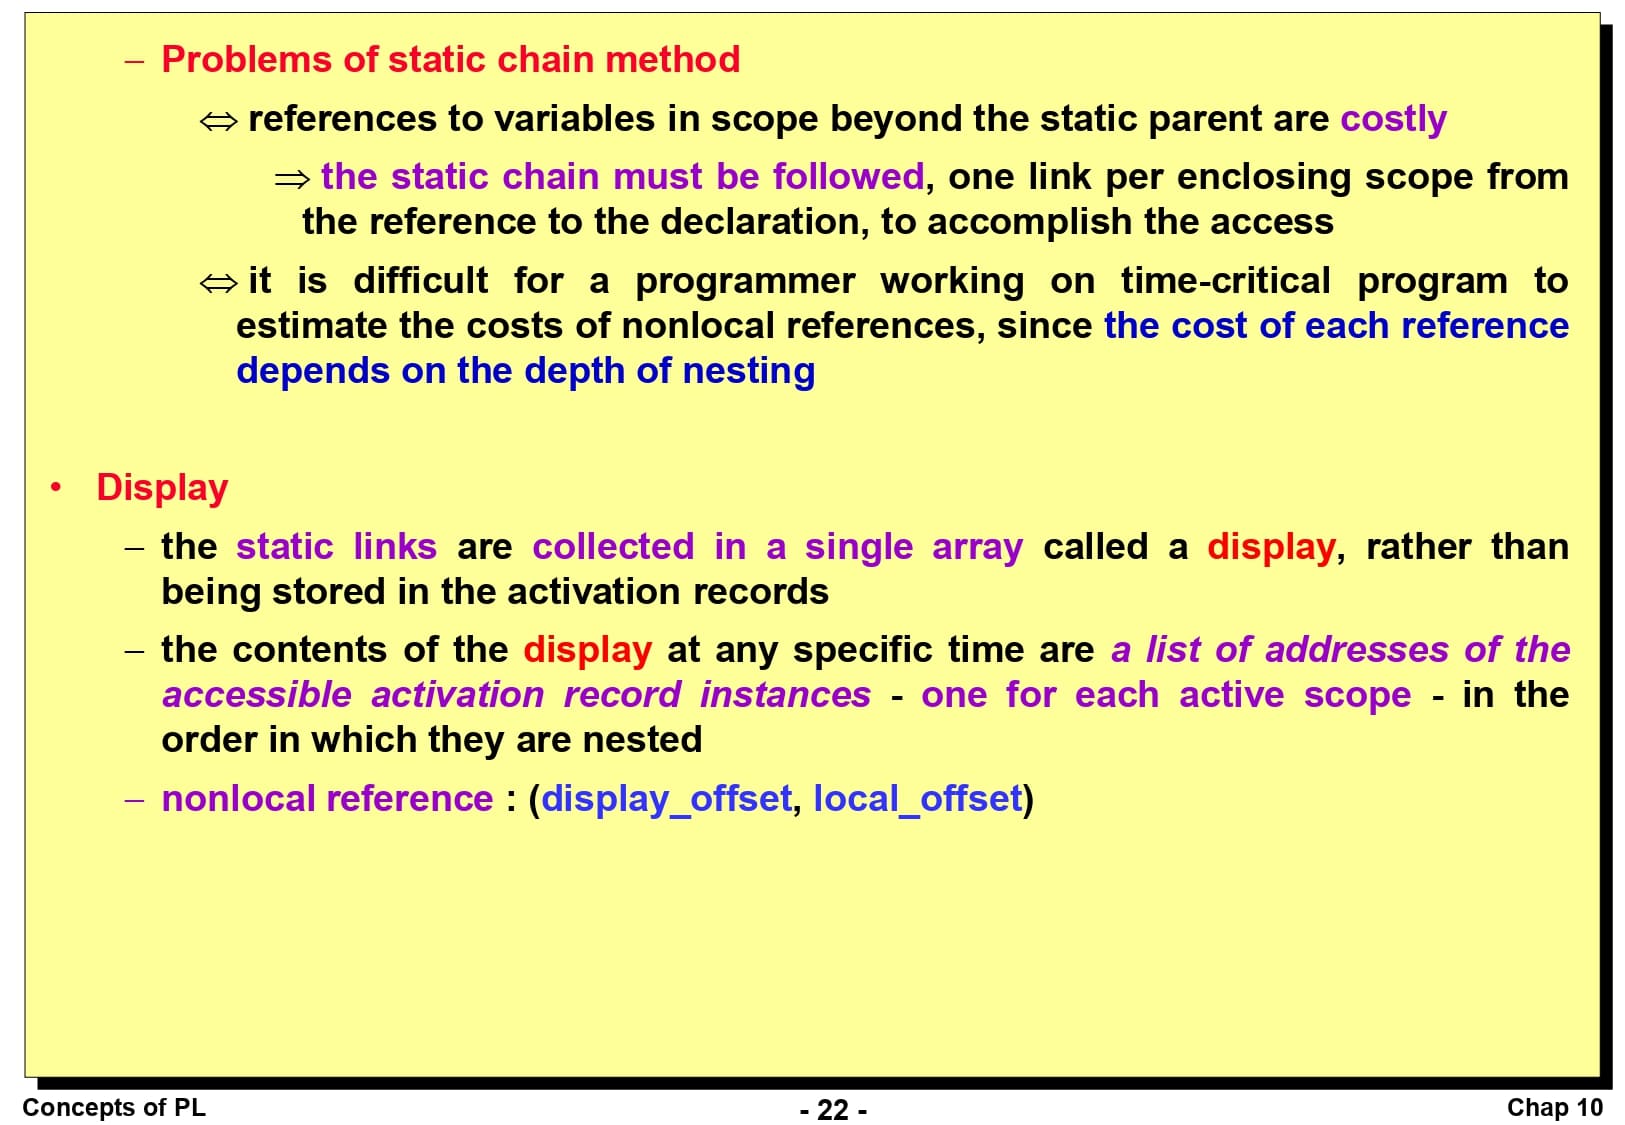 – Problems of static chain method
⇔ references to variables in scope beyond the static parent are costly
⇒ the static chain must be followed, one link per enclosing scope from
the reference to the declaration, to accomplish the access
⇔ it is difficult for a programmer working on time-critical program to
estimate the costs of nonlocal references, since the cost of each reference
depends on the depth of nesting
• Display
– the static links are collected in a single array called a display, rather than
being stored in the activation records
– the contents of the display at any specific time are a list of addresses of the
accessible activation record instances - one for each active scope - in the
order in which they are nested
– nonlocal reference : (display_offset, local_offset)
Concepts of PL
- 22 -
Chap 10